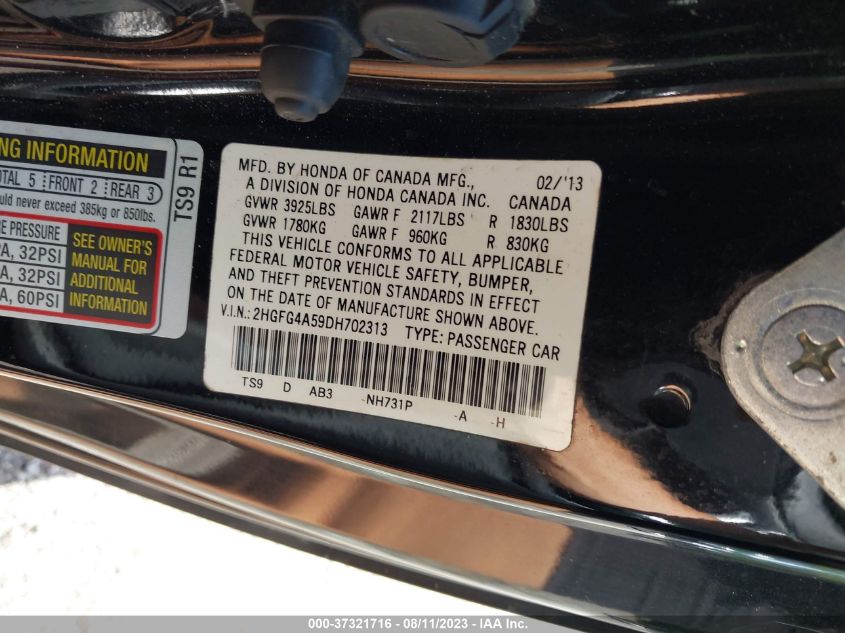 NG INFORMATION
OTAL 5 FRONT 2 REAR 3
ould never exceed 385kg or 850lbs.
E PRESSURE
PA, 32PSI
A, 32PSI
A, 60PSI
SEE OWNER'S
MANUAL FOR
ADDITIONAL
INFORMATION
TS9 R1
MFD. BY HONDA OF CANADA MFG., 02/'13
A DIVISION OF HONDA CANADA INC. CANADA
GVWR 3925LBS GAWR F 2117LBS R 1830LBS
GVWR 1780KG GAWR F 960KG R 830KG
THIS VEHICLE CONFORMS TO ALL APPLICABLE
FEDERAL MOTOR VEHICLE SAFETY, BUMPER,
AND THEFT PREVENTION STANDARDS IN EFFECT
ON THE DATE OF MANUFACTURE SHOWN ABOVE.
V.I.N.: 2HGFG4A59DH702313 TYPE: PASSENGER CAR
TS9 D AB3 -NH731P -A -H
000-37321716 - 08/11/2023 - IAA Inc.